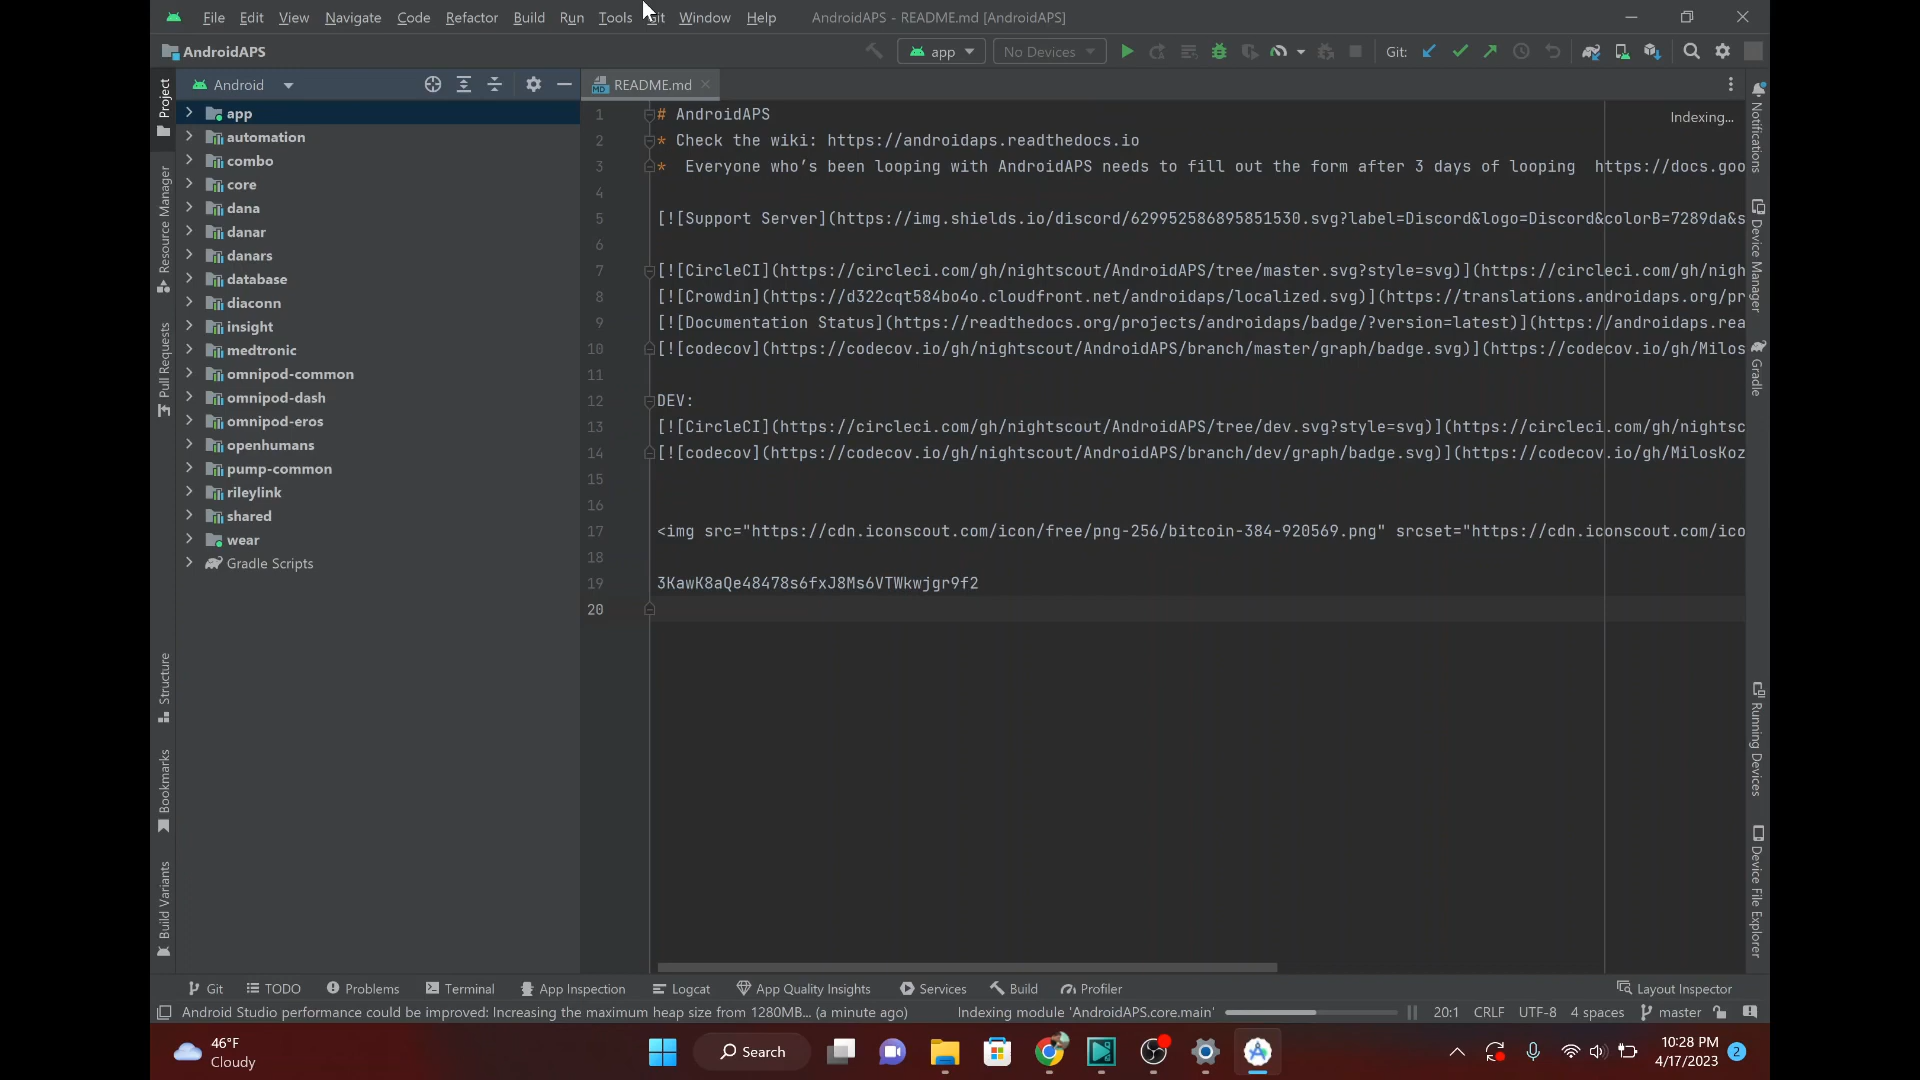 File Edit View Navigate Code Refactor Build Run Tools Git Window Help AndroidAPS - README.md [AndroidAPS]
AndroidAPS
app No Devices Git:
Project
Resource Manager
Pull Requests
Structure
Bookmarks
Build Variants
Android
app
automation
combo
core
dana
danar
danars
database
diaconn
insight
medtronic
omnipod-common
omnipod-dash
omnipod-eros
openhumans
pump-common
rileylink
shared
wear
Gradle Scripts
README.md
Indexing...
1 # AndroidAPS
2 * Check the wiki: https://androidaps.readthedocs.io
3 *  Everyone who’s been looping with AndroidAPS needs to fill out the form after 3 days of looping  https://docs.goo
4
5 [![Support Server](https://img.shields.io/discord/629952586895851530.svg?label=Discord&logo=Discord&colorB=7289da&s
6
7 [![CircleCI](https://circleci.com/gh/nightscout/AndroidAPS/tree/master.svg?style=svg)](https://circleci.com/gh/nigh
8 [![Crowdin](https://d322cqt584bo4o.cloudfront.net/androidaps/localized.svg)](https://translations.androidaps.org/pr
9 [![Documentation Status](https://readthedocs.org/projects/androidaps/badge/?version=latest)](https://androidaps.rea
10 [![codecov](https://codecov.io/gh/nightscout/AndroidAPS/branch/master/graph/badge.svg)](https://codecov.io/gh/Milos
11
12 DEV:
13 [![CircleCI](https://circleci.com/gh/nightscout/AndroidAPS/tree/dev.svg?style=svg)](https://circleci.com/gh/nightsc
14 [![codecov](https://codecov.io/gh/nightscout/AndroidAPS/branch/dev/graph/badge.svg)](https://codecov.io/gh/MilosKoz
15
16
17 <img src="https://cdn.iconscout.com/icon/free/png-256/bitcoin-384-920569.png" srcset="https://cdn.iconscout.com/ico
18
19 3KawK8aQe48478s6fxJ8Ms6VTWkwjgr9f2
20
Notifications
Device Manager
Gradle
Running Devices
Device File Explorer
Git TODO Problems Terminal App Inspection Logcat App Quality Insights Services Build Profiler Layout Inspector
Android Studio performance could be improved: Increasing the maximum heap size from 1280MB... (a minute ago) Indexing module 'AndroidAPS.core.main' 20:1 CRLF UTF-8 4 spaces master
46°F
Cloudy
Search
10:28 PM
4/17/2023
2